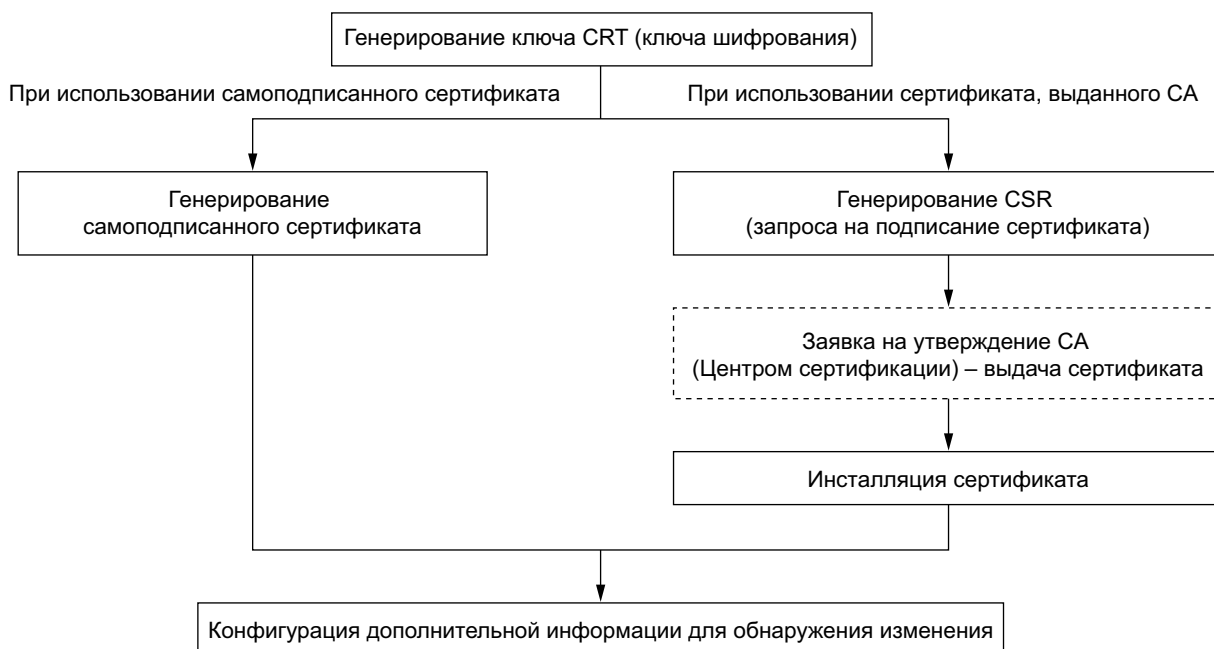 Генерирование ключа CRT (ключа шифрования)
При использовании самоподписанного сертификата
При использовании сертификата, выданного CA
Генерирование
самоподписанного сертификата
Генерирование CSR
(запроса на подписание сертификата)
Заявка на утверждение CA
(Центром сертификации) – выдача сертификата
Инсталляция сертификата
Конфигурация дополнительной информации для обнаружения изменения